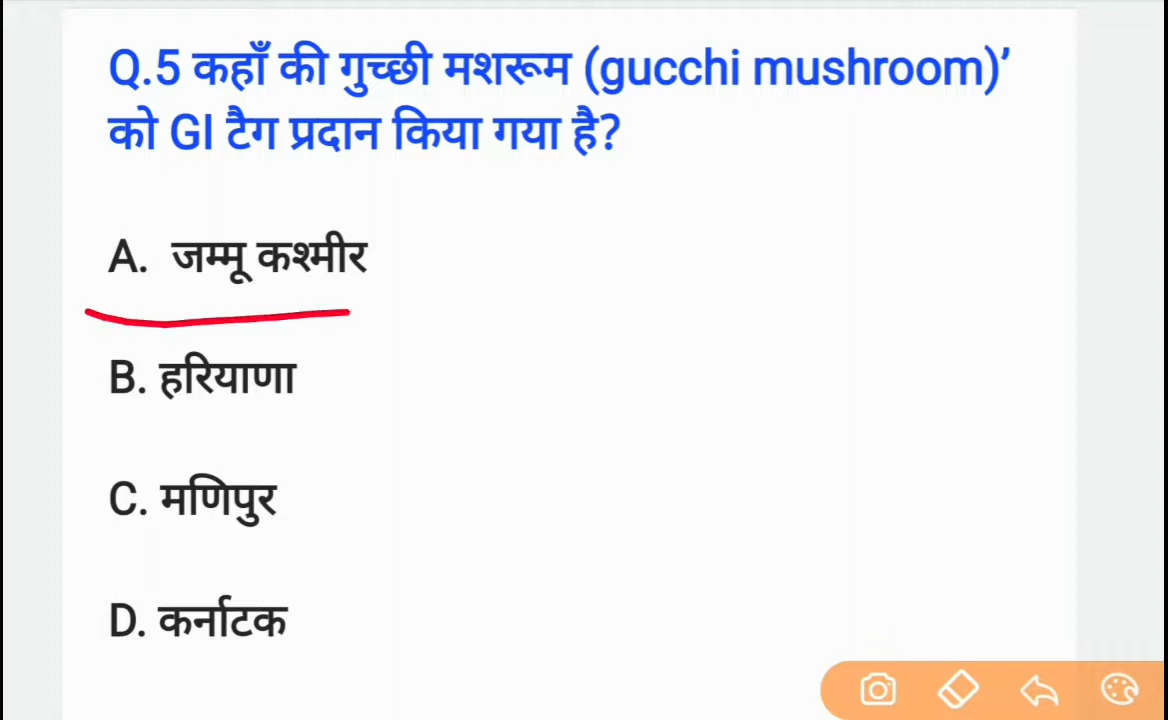 Q.5 कहाँ की गुच्छी मशरूम (gucchi mushroom)’
को GI टैग प्रदान किया गया है?
A. जम्मू कश्मीर
B. हरियाणा
C. मणिपुर
D. कर्नाटक